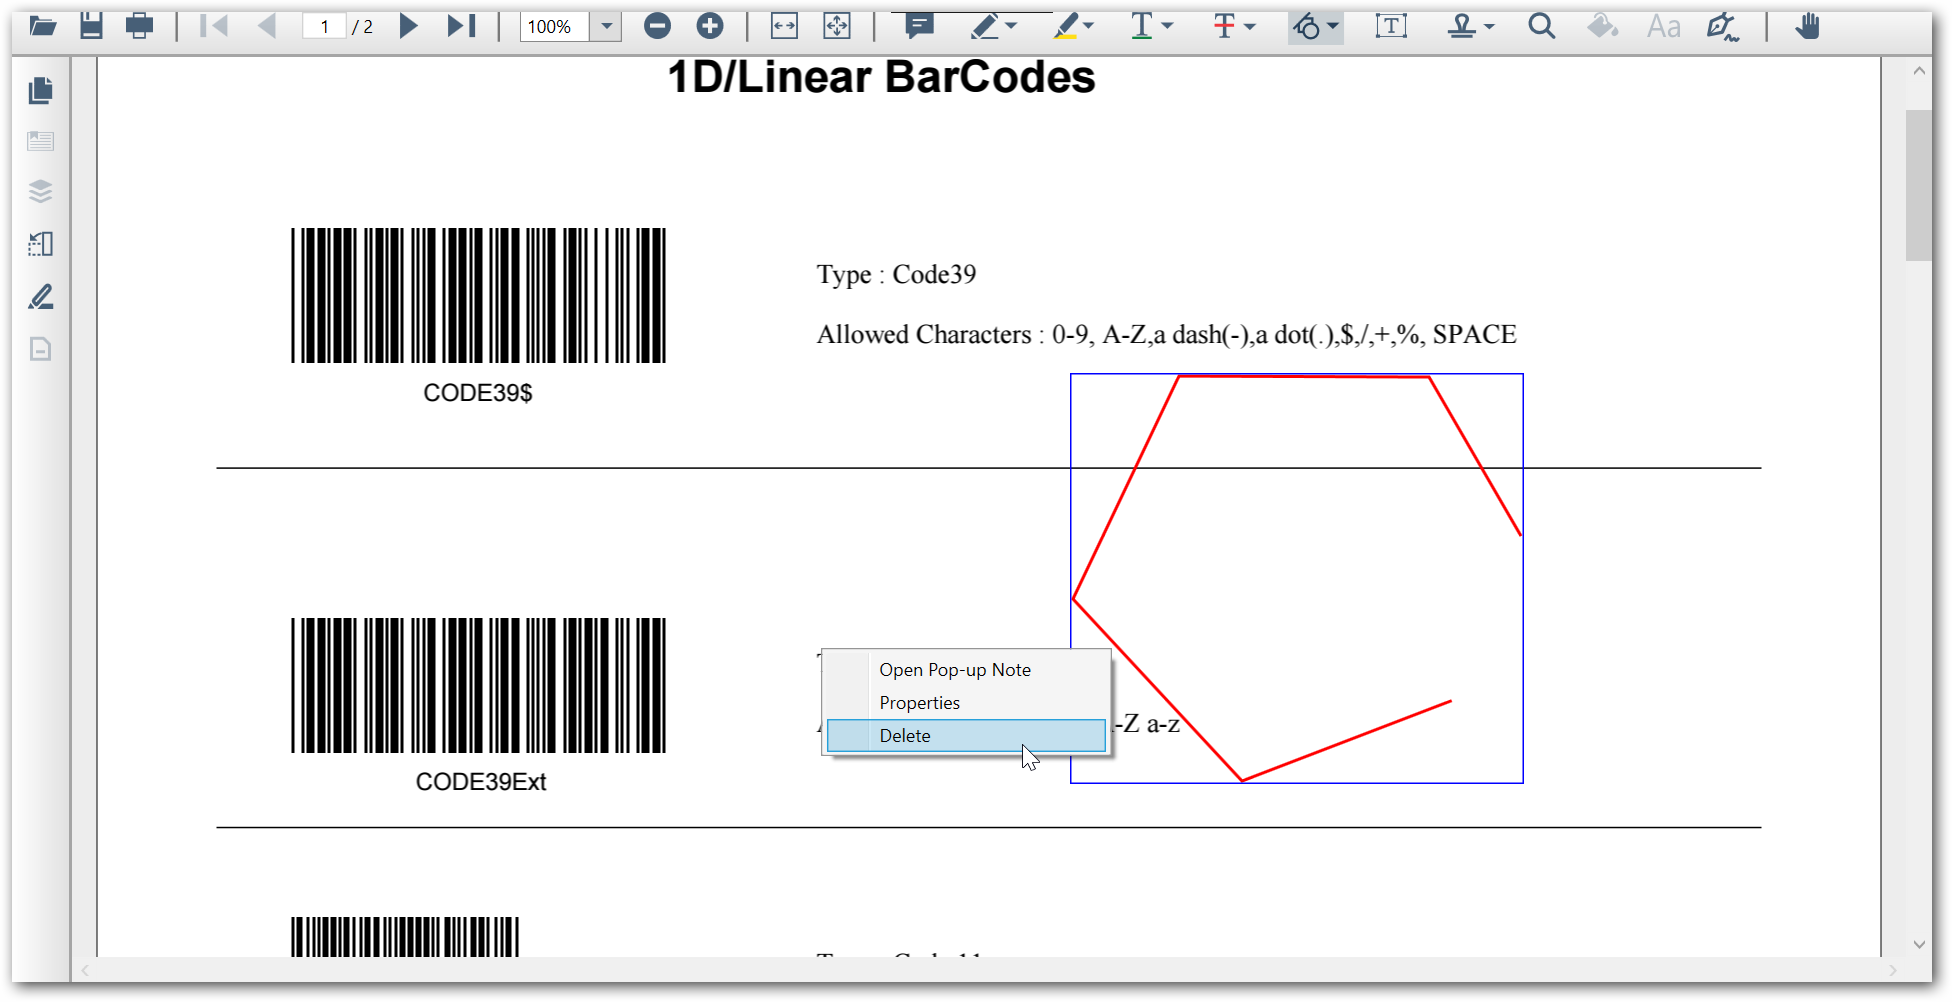 1 / 2 100% T T T Aa
1D/Linear BarCodes
Type : Code39
Allowed Characters : 0-9, A-Z,a dash(-),a dot(.),$,/,+,%, SPACE
CODE39$
Open Pop-up Note
Properties
Delete
-Z a-z
CODE39Ext